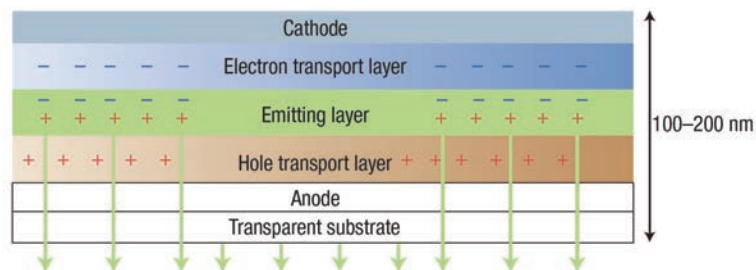 Cathode
Electron transport layer
Emitting layer
100–200 nm
Hole transport layer
Anode
Transparent substrate